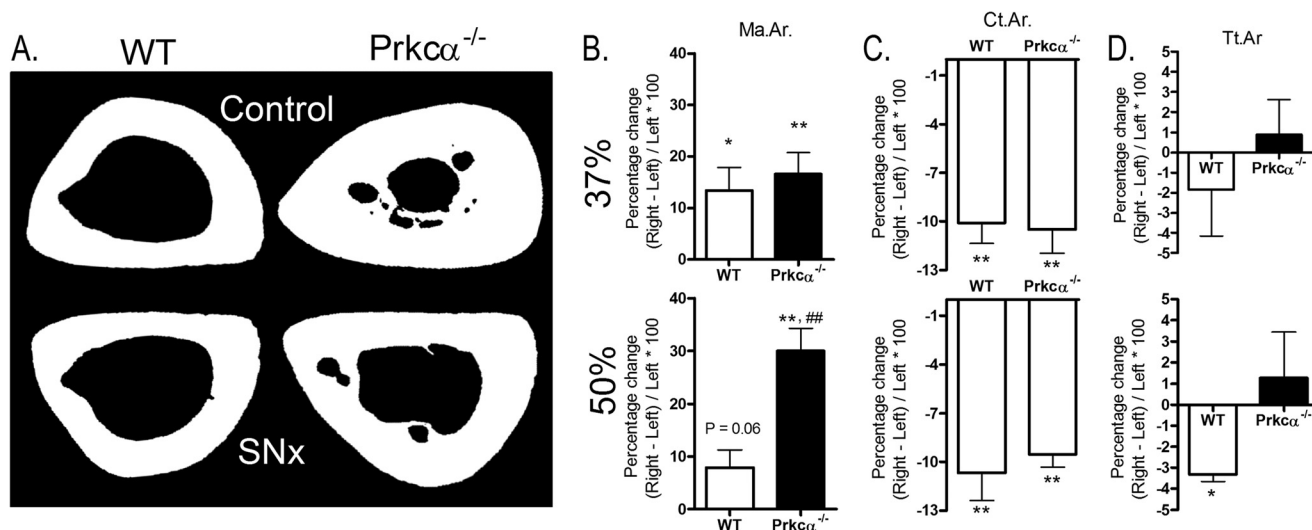 A.
WT
Prkcα-/-
Control
SNx
37%
50%
B.
Ma.Ar.
Percentage change
(Right - Left) / Left * 100
40
30
20
10
0
*
**
WT
Prkcα-/-
Percentage change
(Right - Left) / Left * 100
40
30
20
10
0
P = 0.06
**, ##
WT
Prkcα-/-
C.
Ct.Ar.
WT
Prkcα-/-
Percentage change
(Right - Left) / Left * 100
-1
-4
-7
-10
-13
**
**
WT
Prkcα-/-
Percentage change
(Right - Left) / Left * 100
-1
-4
-7
-10
-13
**
**
D.
Tt.Ar
Percentage change
(Right - Left) / Left * 100
5
4
3
2
1
0
-1
-2
-3
-4
-5
WT
Prkcα-/-
Percentage change
(Right - Left) / Left * 100
5
4
3
2
1
0
-1
-2
-3
-4
-5
WT
Prkcα-/-
*